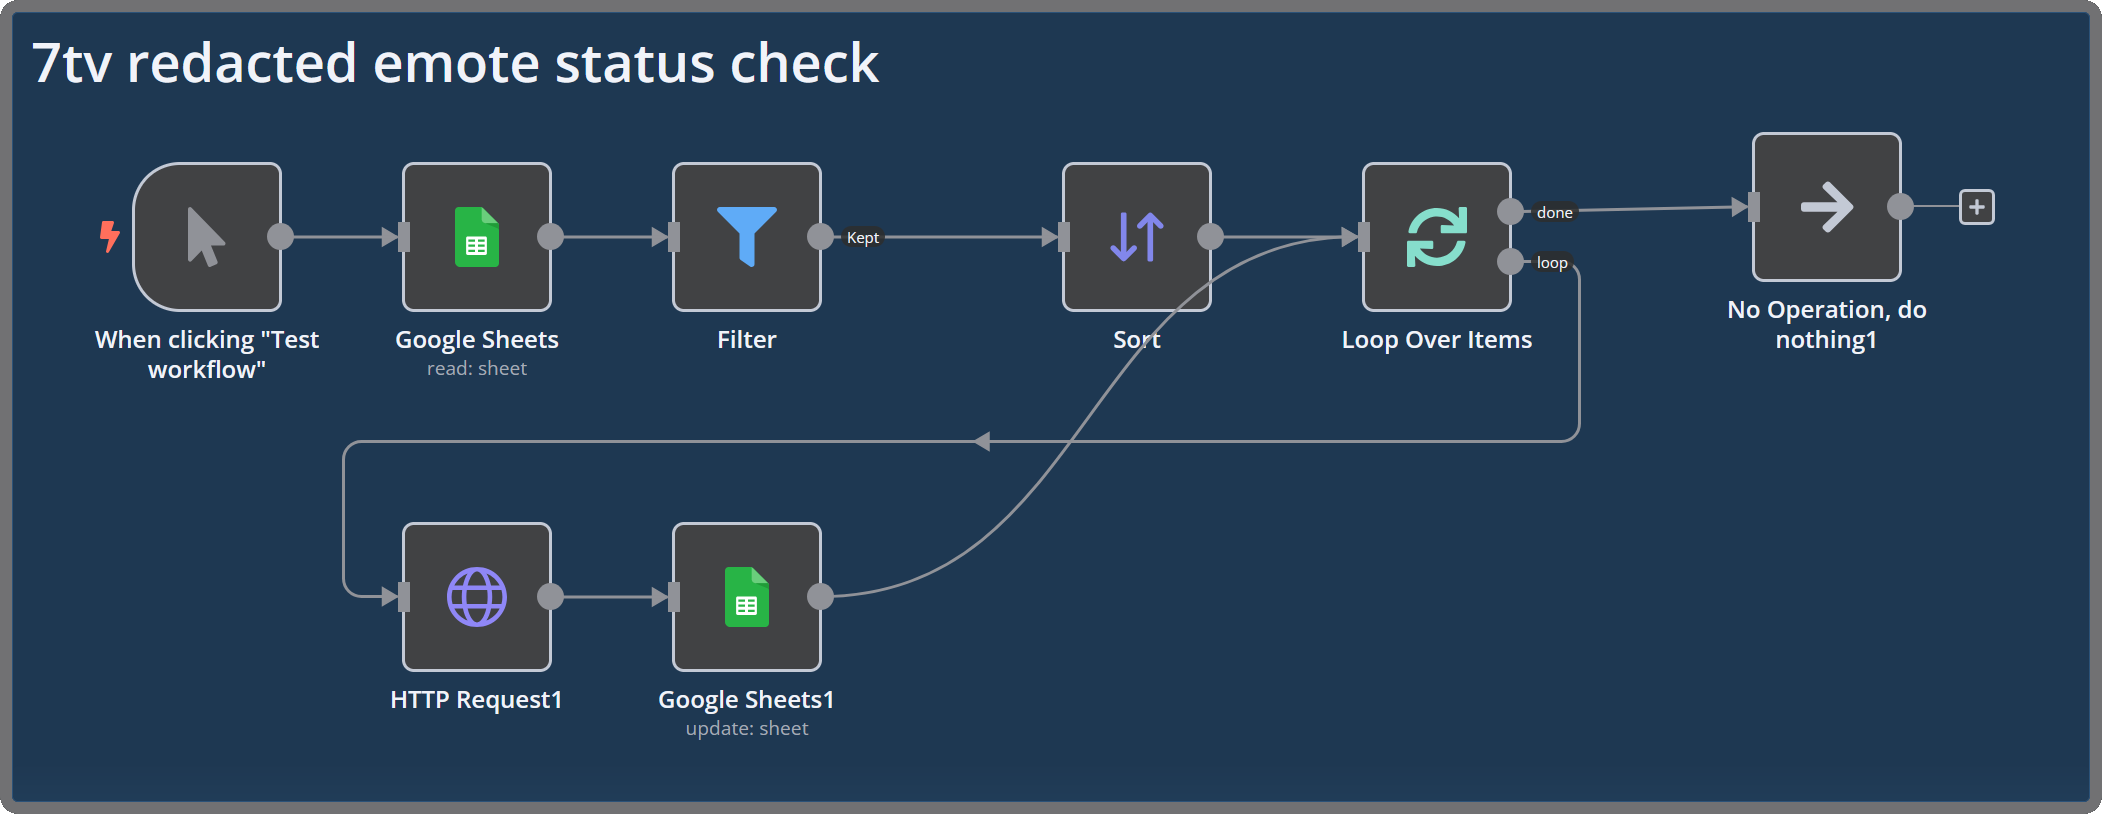 7tv redacted emote status check
When clicking "Test
workflow"
Google Sheets
read: sheet
Filter
Kept
Sort
Loop Over Items
done
loop
No Operation, do
nothing1
HTTP Request1
Google Sheets1
update: sheet